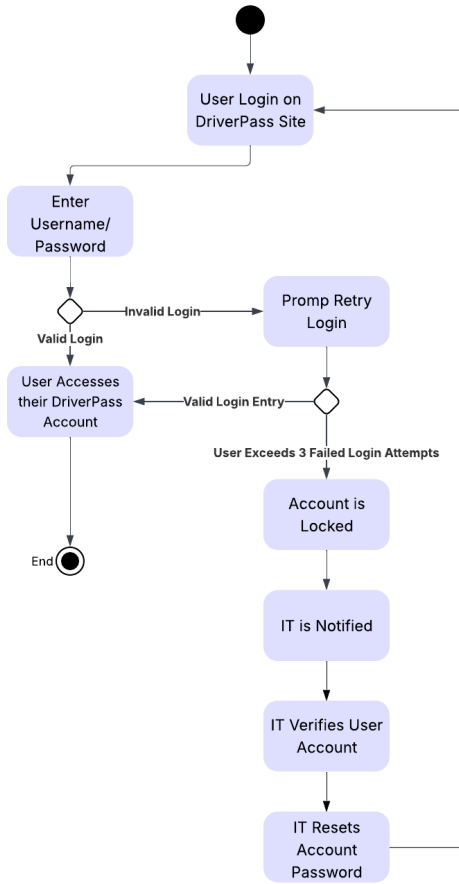 User Login on
DriverPass Site
Enter
Username/
Password
Invalid Login
Promp Retry
Login
Valid Login
User Accesses
their DriverPass
Account
Valid Login Entry
User Exceeds 3 Failed Login Attempts
Account is
Locked
End
IT is Notified
IT Verifies User
Account
IT Resets
Account
Password